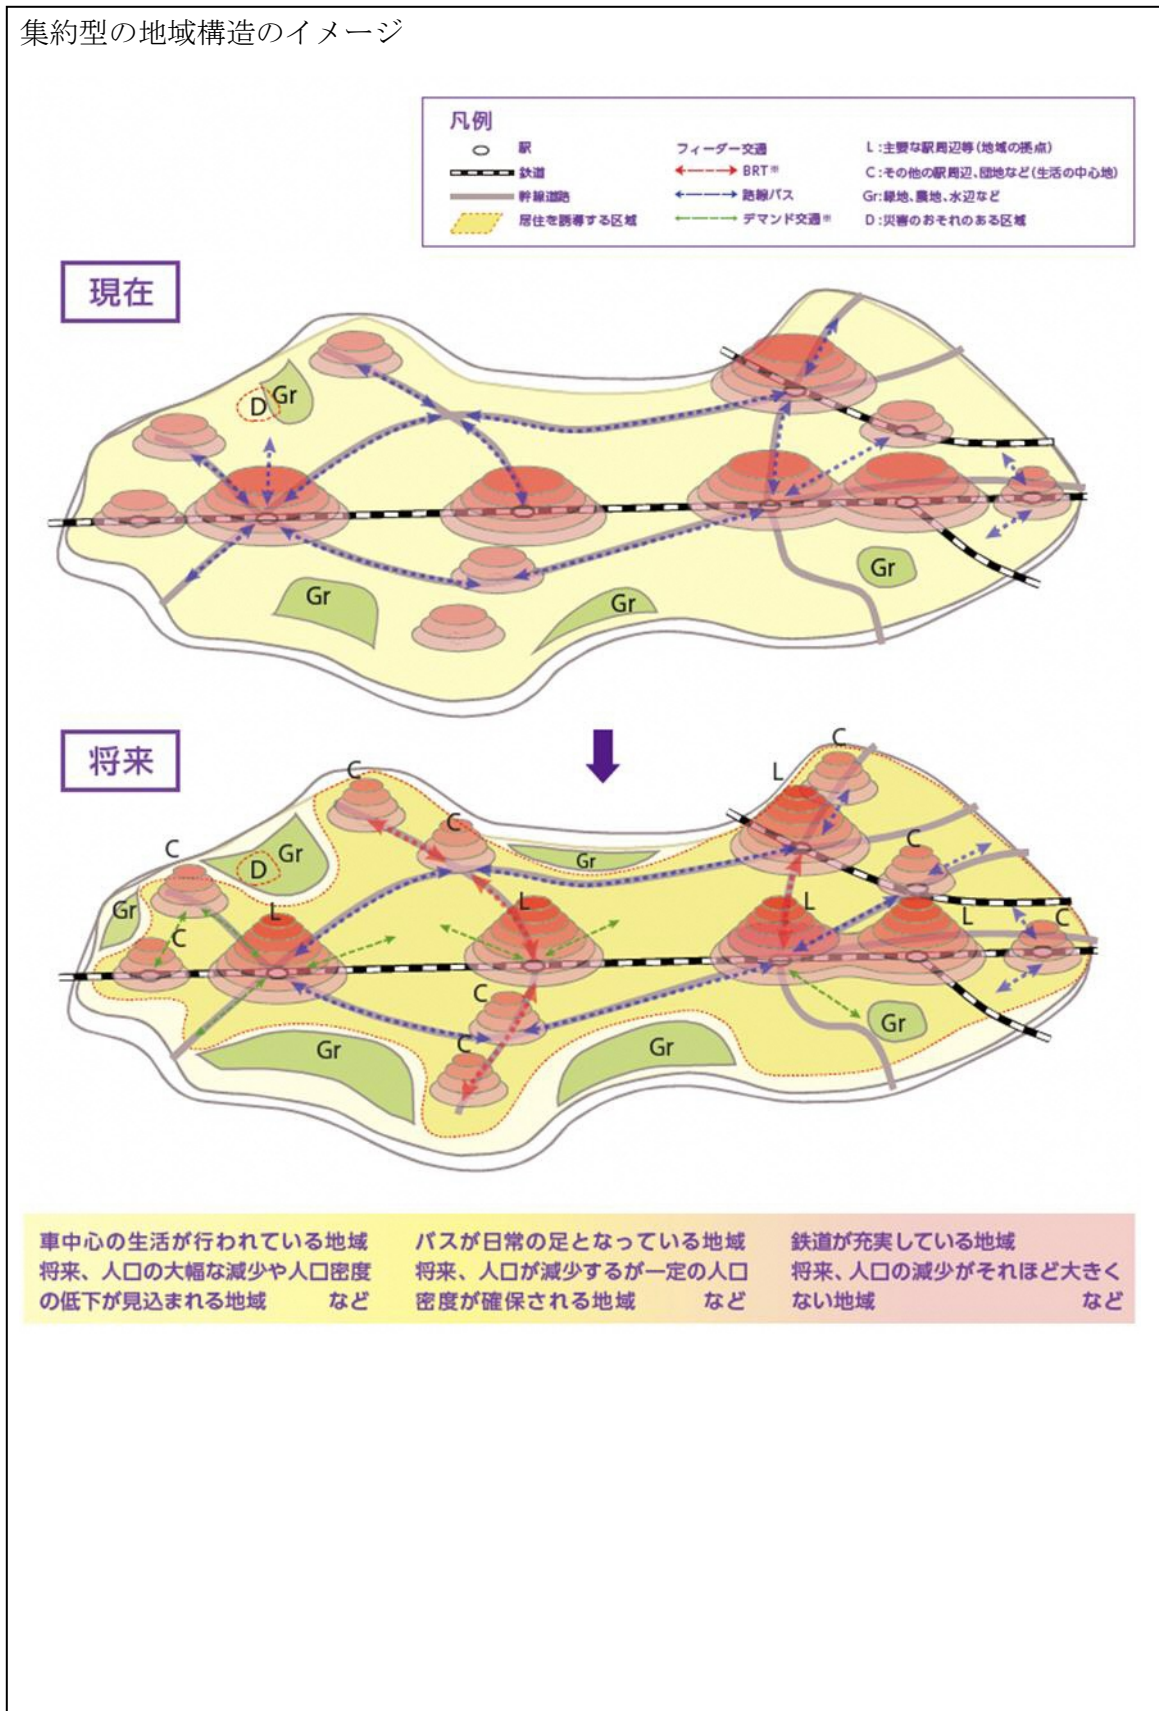 集約型の地域構造のイメージ
凡例
駅
鉄道
幹線道路
居住を誘導する区域
フィーダー交通
BRT※
路線バス
デマンド交通※
L:主要な駅周辺等(地域の拠点)
C:その他の駅周辺、団地など(生活の中心地)
Gr:緑地、農地、水辺など
D:災害のおそれのある区域
現在
D
Gr
Gr
Gr
Gr
将来
C
C
L
C
C
D
Gr
Gr
C
Gr
L
C
L
L
L
C
C
C
Gr
Gr
Gr
車中心の生活が行われている地域
将来、人口の大幅な減少や人口密度
の低下が見込まれる地域 など
バスが日常の足となっている地域
将来、人口が減少するが一定の人口
密度が確保される地域 など
鉄道が充実している地域
将来、人口の減少がそれほど大きく
ない地域 など